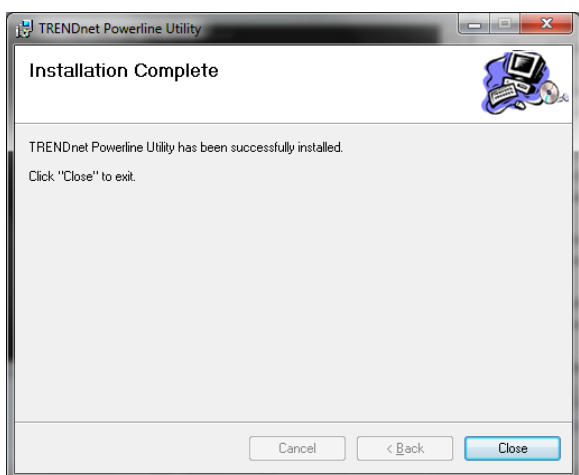 TRENDnet Powerline Utility
Installation Complete
TRENDnet Powerline Utility has been successfully installed.
Click "Close" to exit.
Cancel
< Back
Close